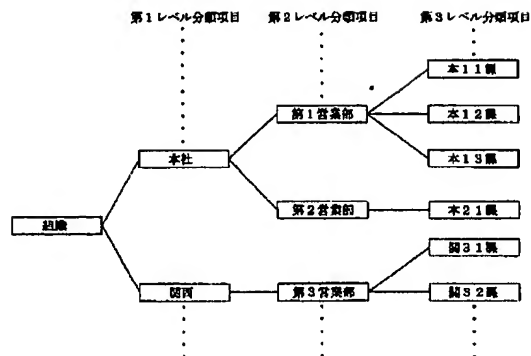 第1レベル分類項目 第2レベル分類項目 第3レベル分類項目
本11課
第1営業部 本12課
本社 本13課
第2営業部 本21課
組織
関31課
関西 第3営業部 関32課